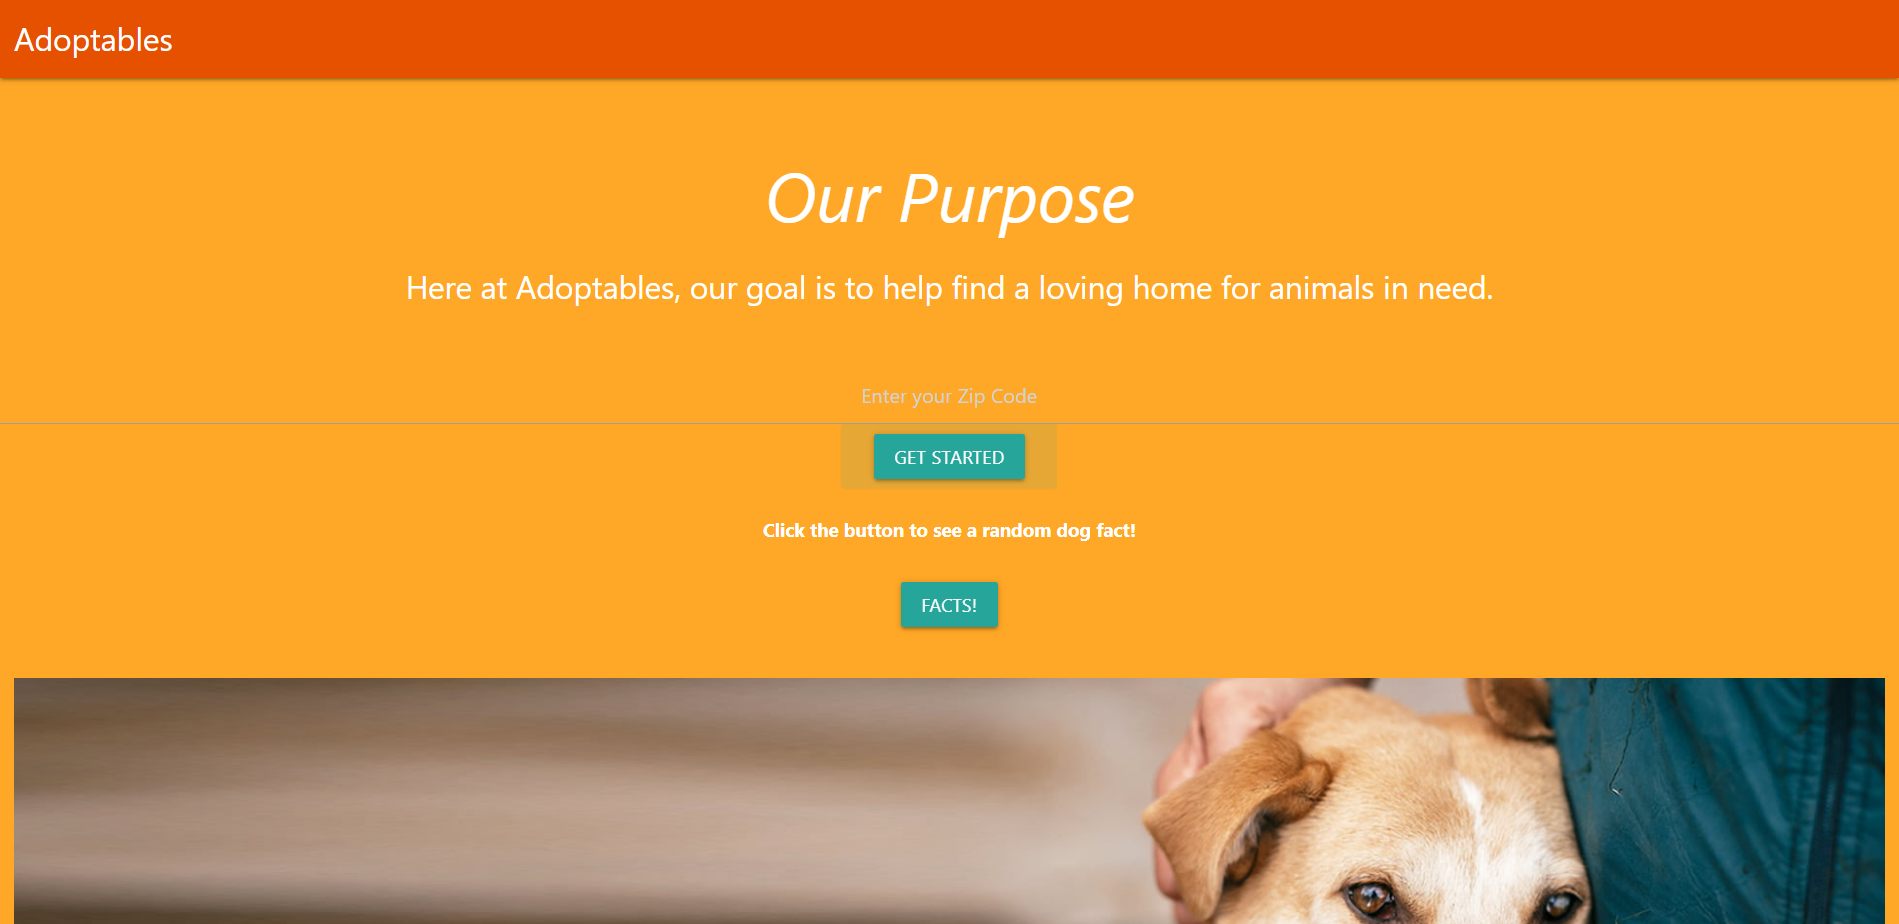 Adoptables
Our Purpose
Here at Adoptables, our goal is to help find a loving home for animals in need.
Enter your Zip Code
GET STARTED
Click the button to see a random dog fact!
FACTS!